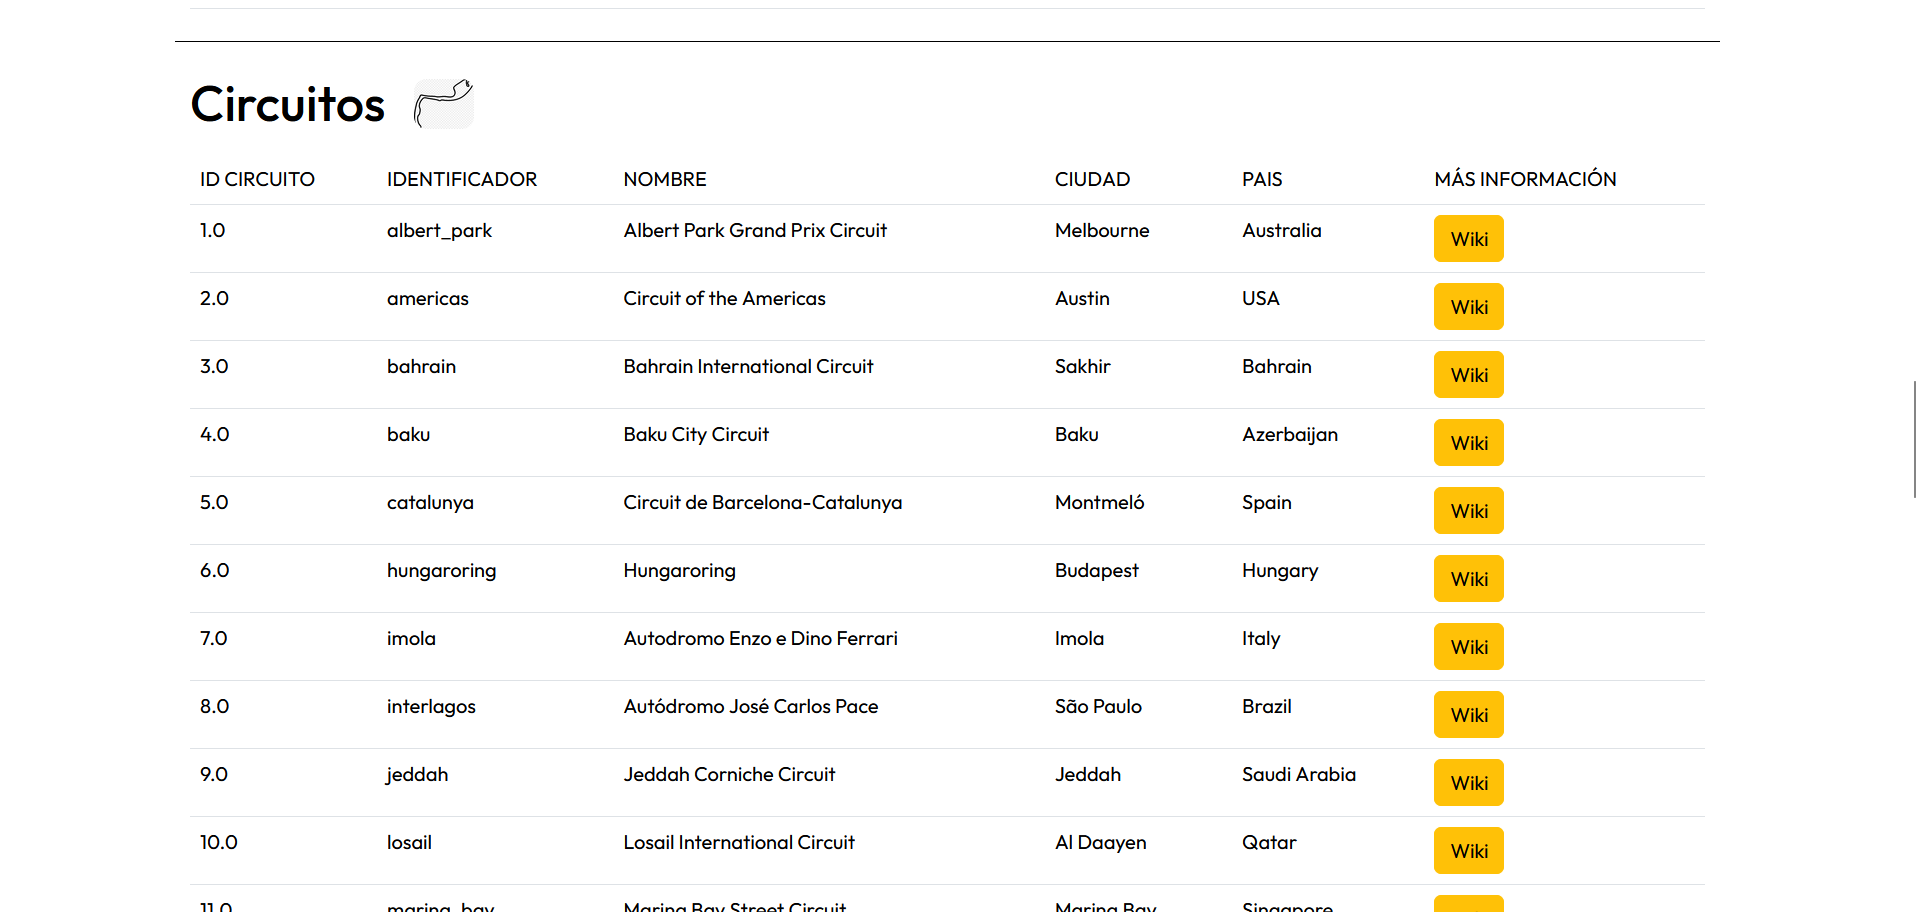 Circuitos
ID CIRCUITO IDENTIFICADOR NOMBRE CIUDAD PAIS MÁS INFORMACIÓN
1.0 albert_park Albert Park Grand Prix Circuit Melbourne Australia Wiki
2.0 americas Circuit of the Americas Austin USA Wiki
3.0 bahrain Bahrain International Circuit Sakhir Bahrain Wiki
4.0 baku Baku City Circuit Baku Azerbaijan Wiki
5.0 catalunya Circuit de Barcelona-Catalunya Montmeló Spain Wiki
6.0 hungaroring Hungaroring Budapest Hungary Wiki
7.0 imola Autodromo Enzo e Dino Ferrari Imola Italy Wiki
8.0 interlagos Autódromo José Carlos Pace São Paulo Brazil Wiki
9.0 jeddah Jeddah Corniche Circuit Jeddah Saudi Arabia Wiki
10.0 losail Losail International Circuit Al Daayen Qatar Wiki
11.0 marina_bay Marina Bay Street Circuit Marina Bay Singapore